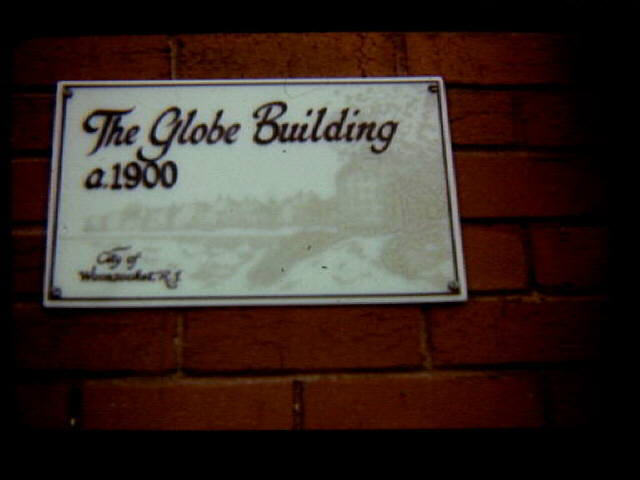 The Globe Building
a.1900
City of
Woonsocket, R.I.